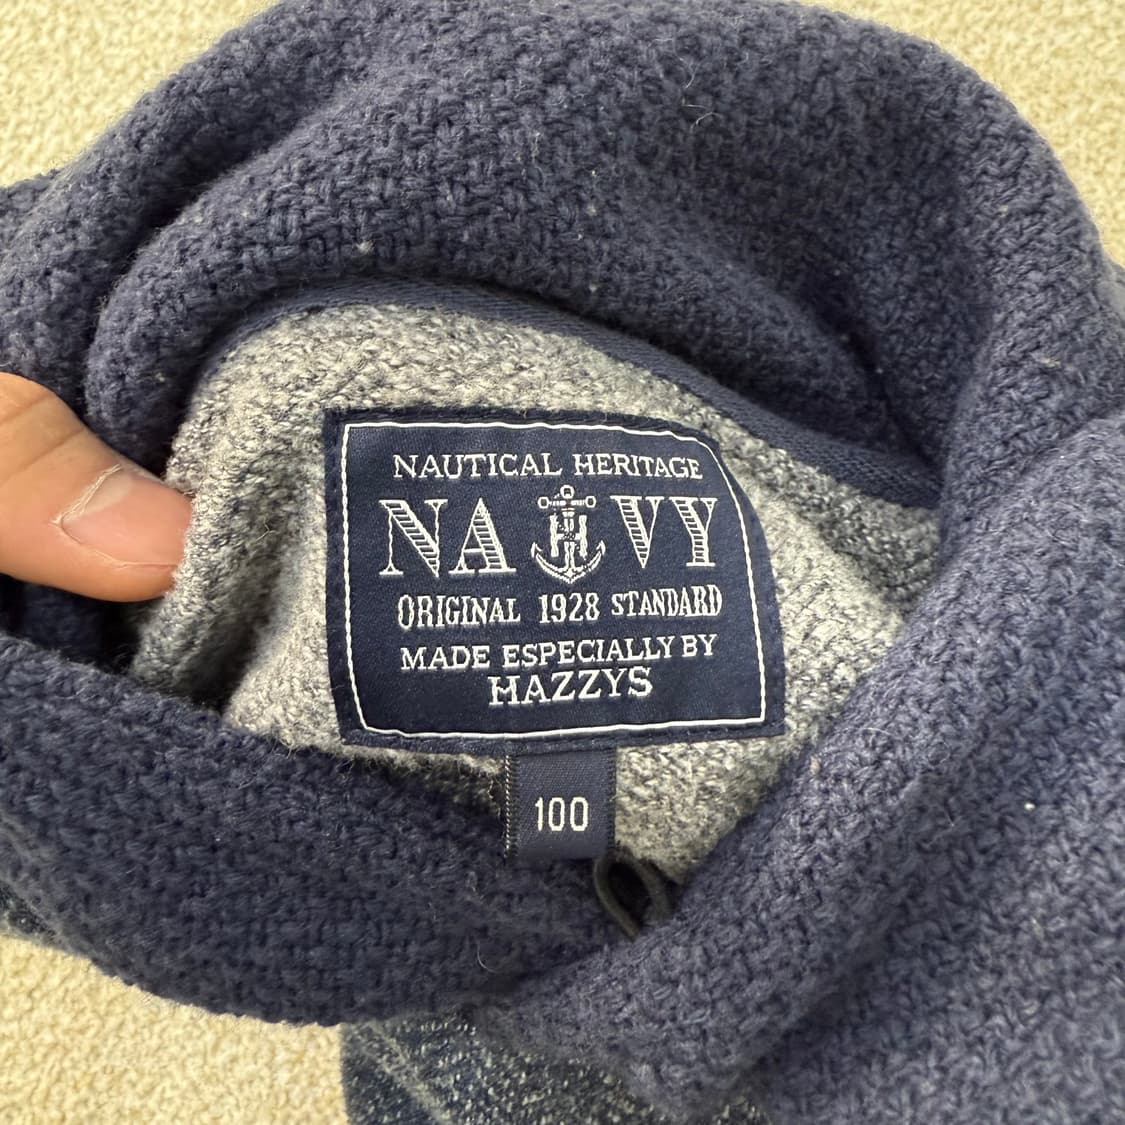 NAUTICAL HERITAGE
NA H VY
ORIGINAL 1928 STANDARD
MADE ESPECIALLY BY
HAZZYS
100